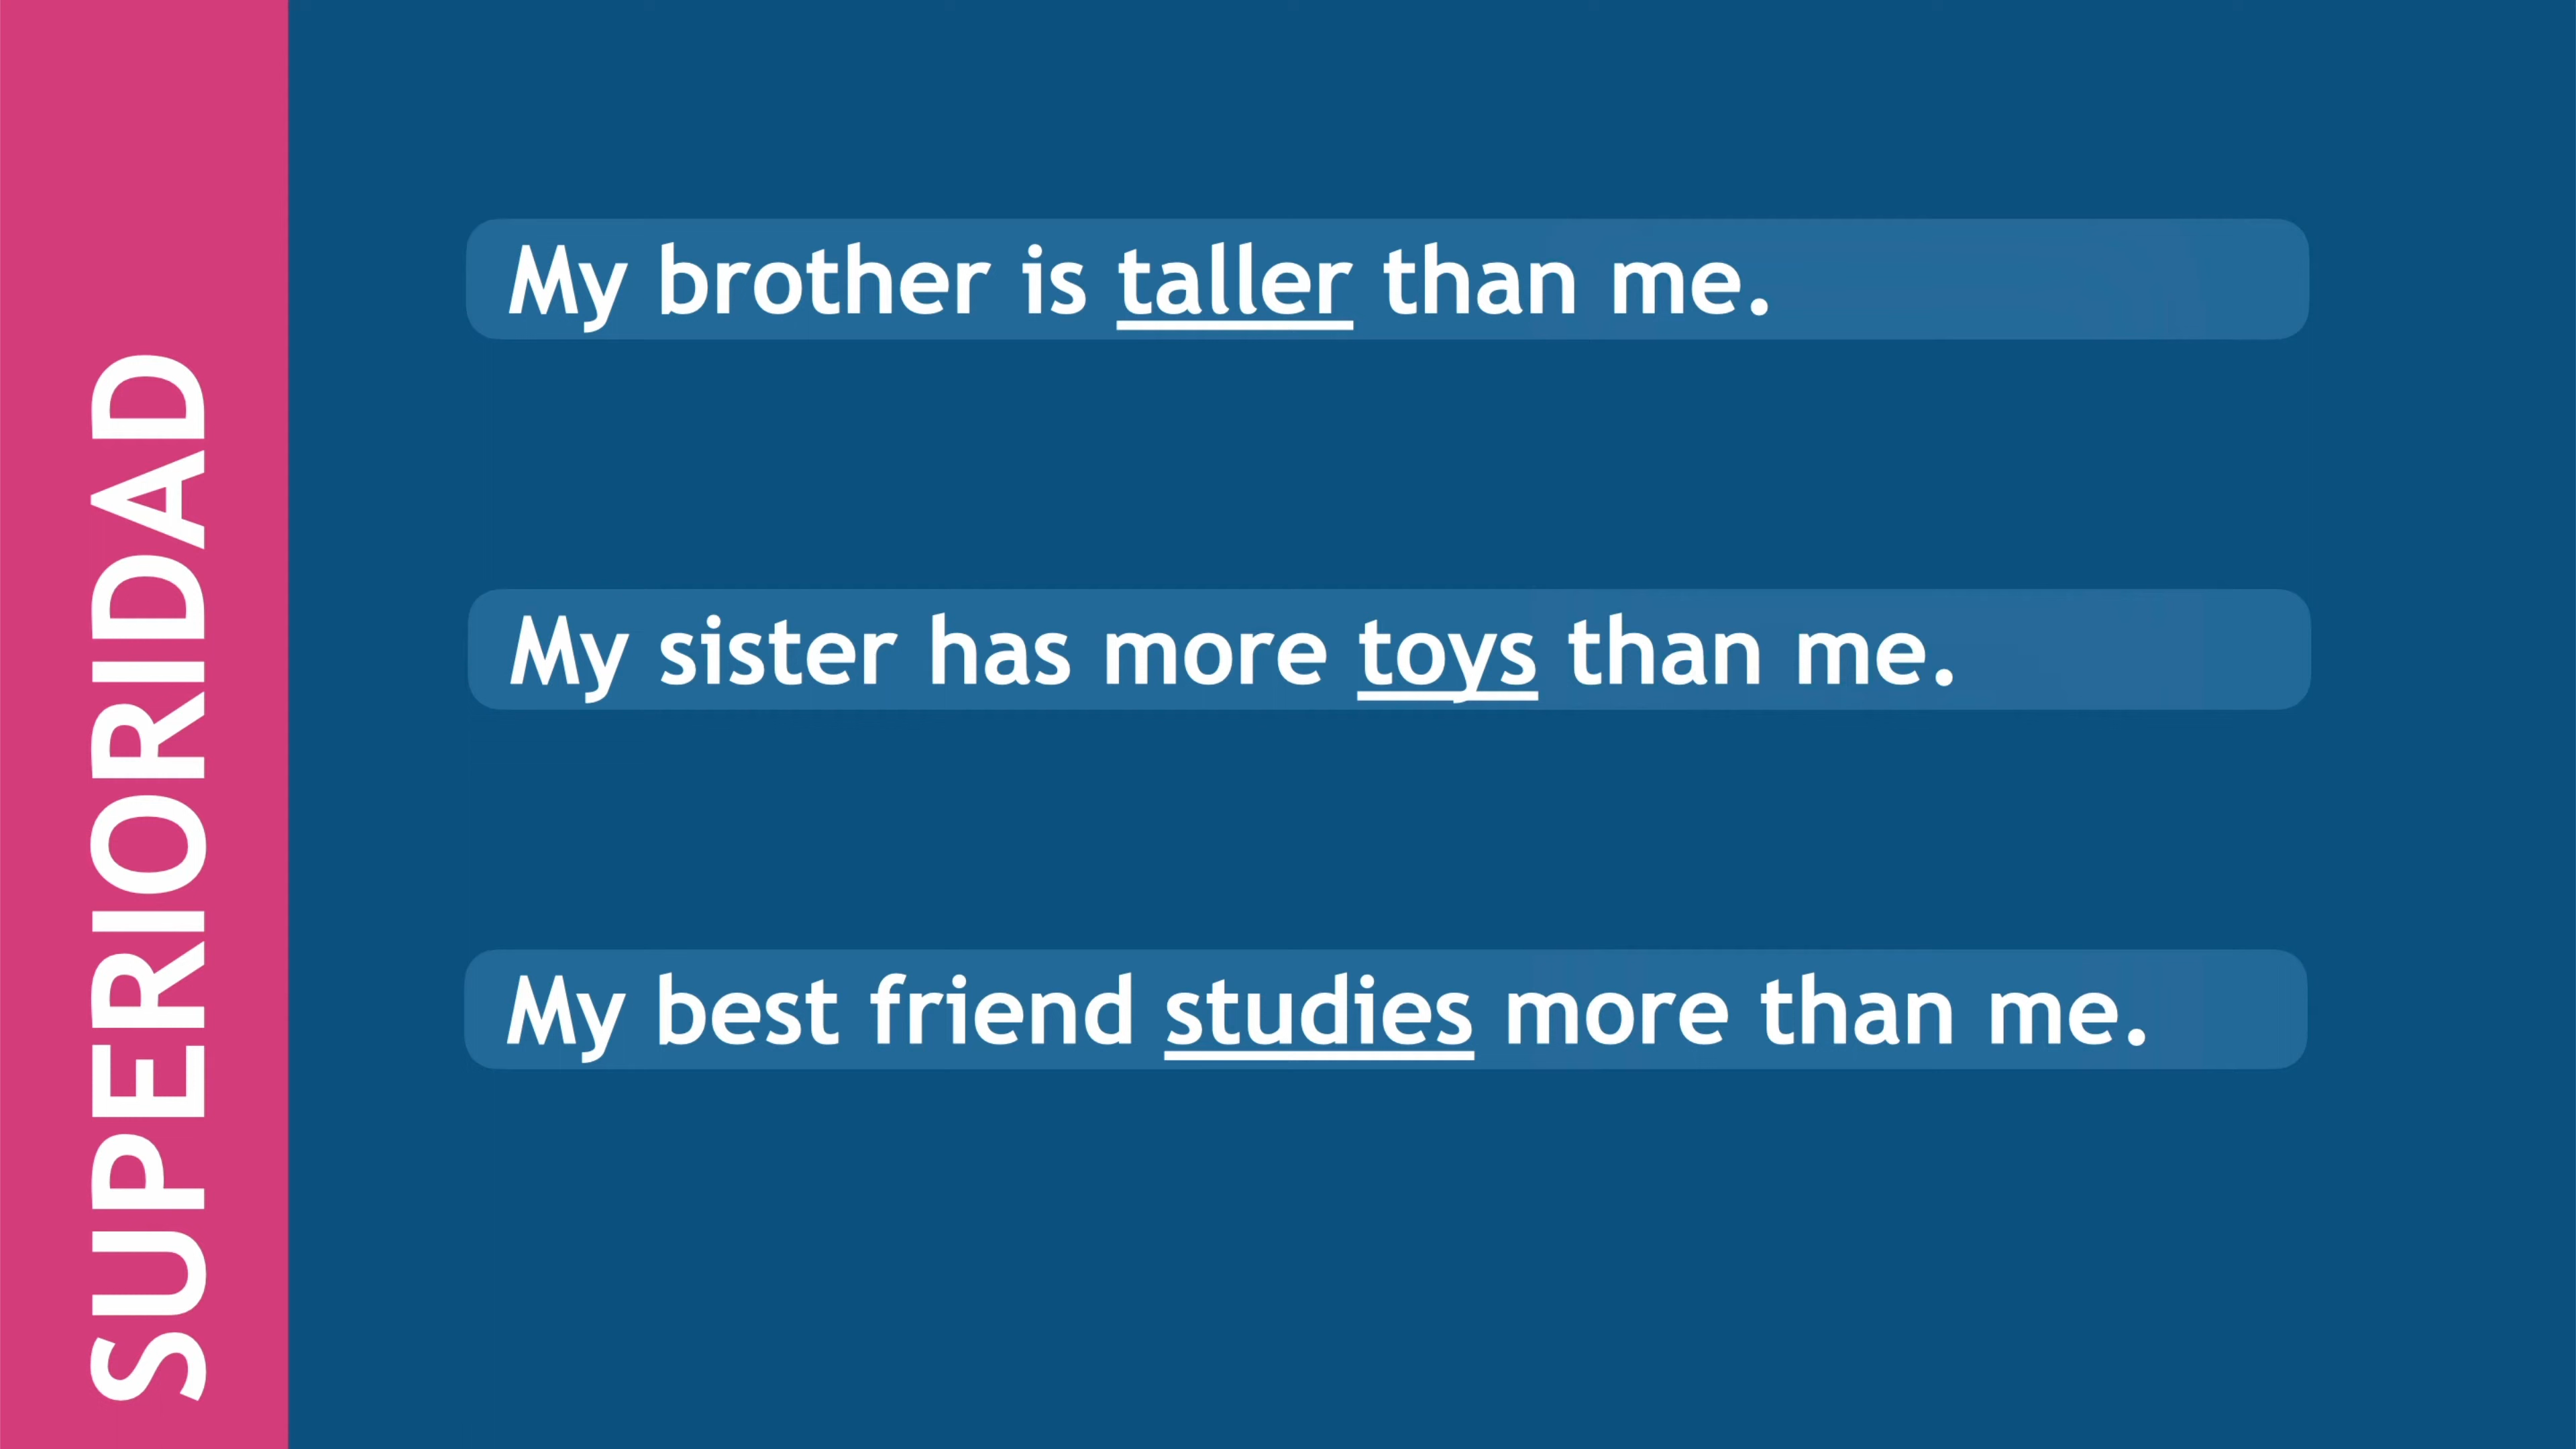 SUPERIORIDAD
My brother is taller than me.
My sister has more toys than me.
My best friend studies more than me.